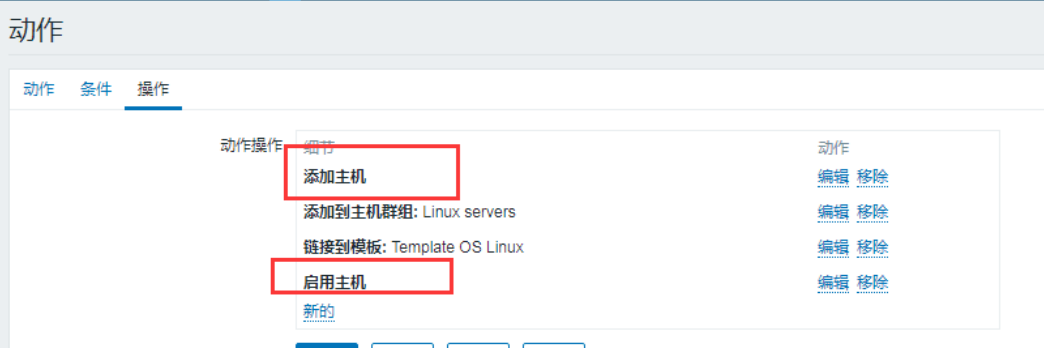 动作
动作 条件 操作
动作操作 细节 动作
添加主机 编辑 移除
添加到主机群组: Linux servers 编辑 移除
链接到模板: Template OS Linux 编辑 移除
启用主机 编辑 移除
新的